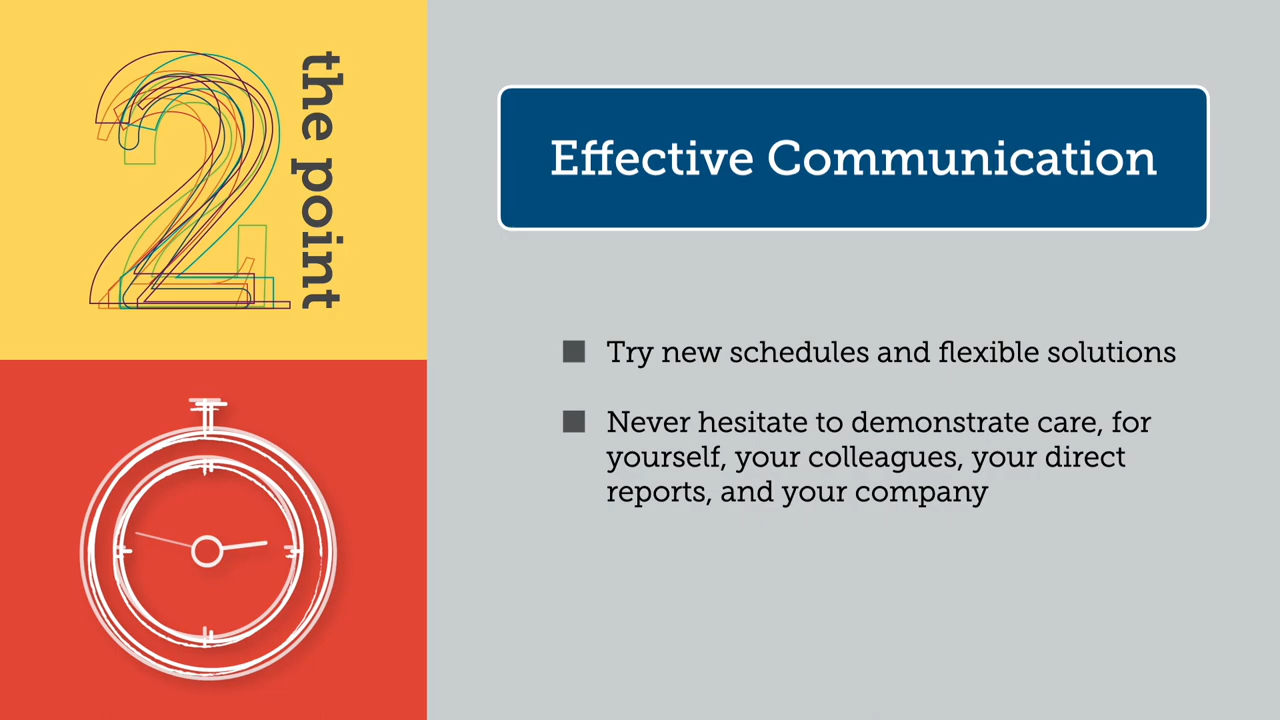 2
the point
Effective Communication
Try new schedules and flexible solutions
Never hesitate to demonstrate care, for
yourself, your colleagues, your direct
reports, and your company